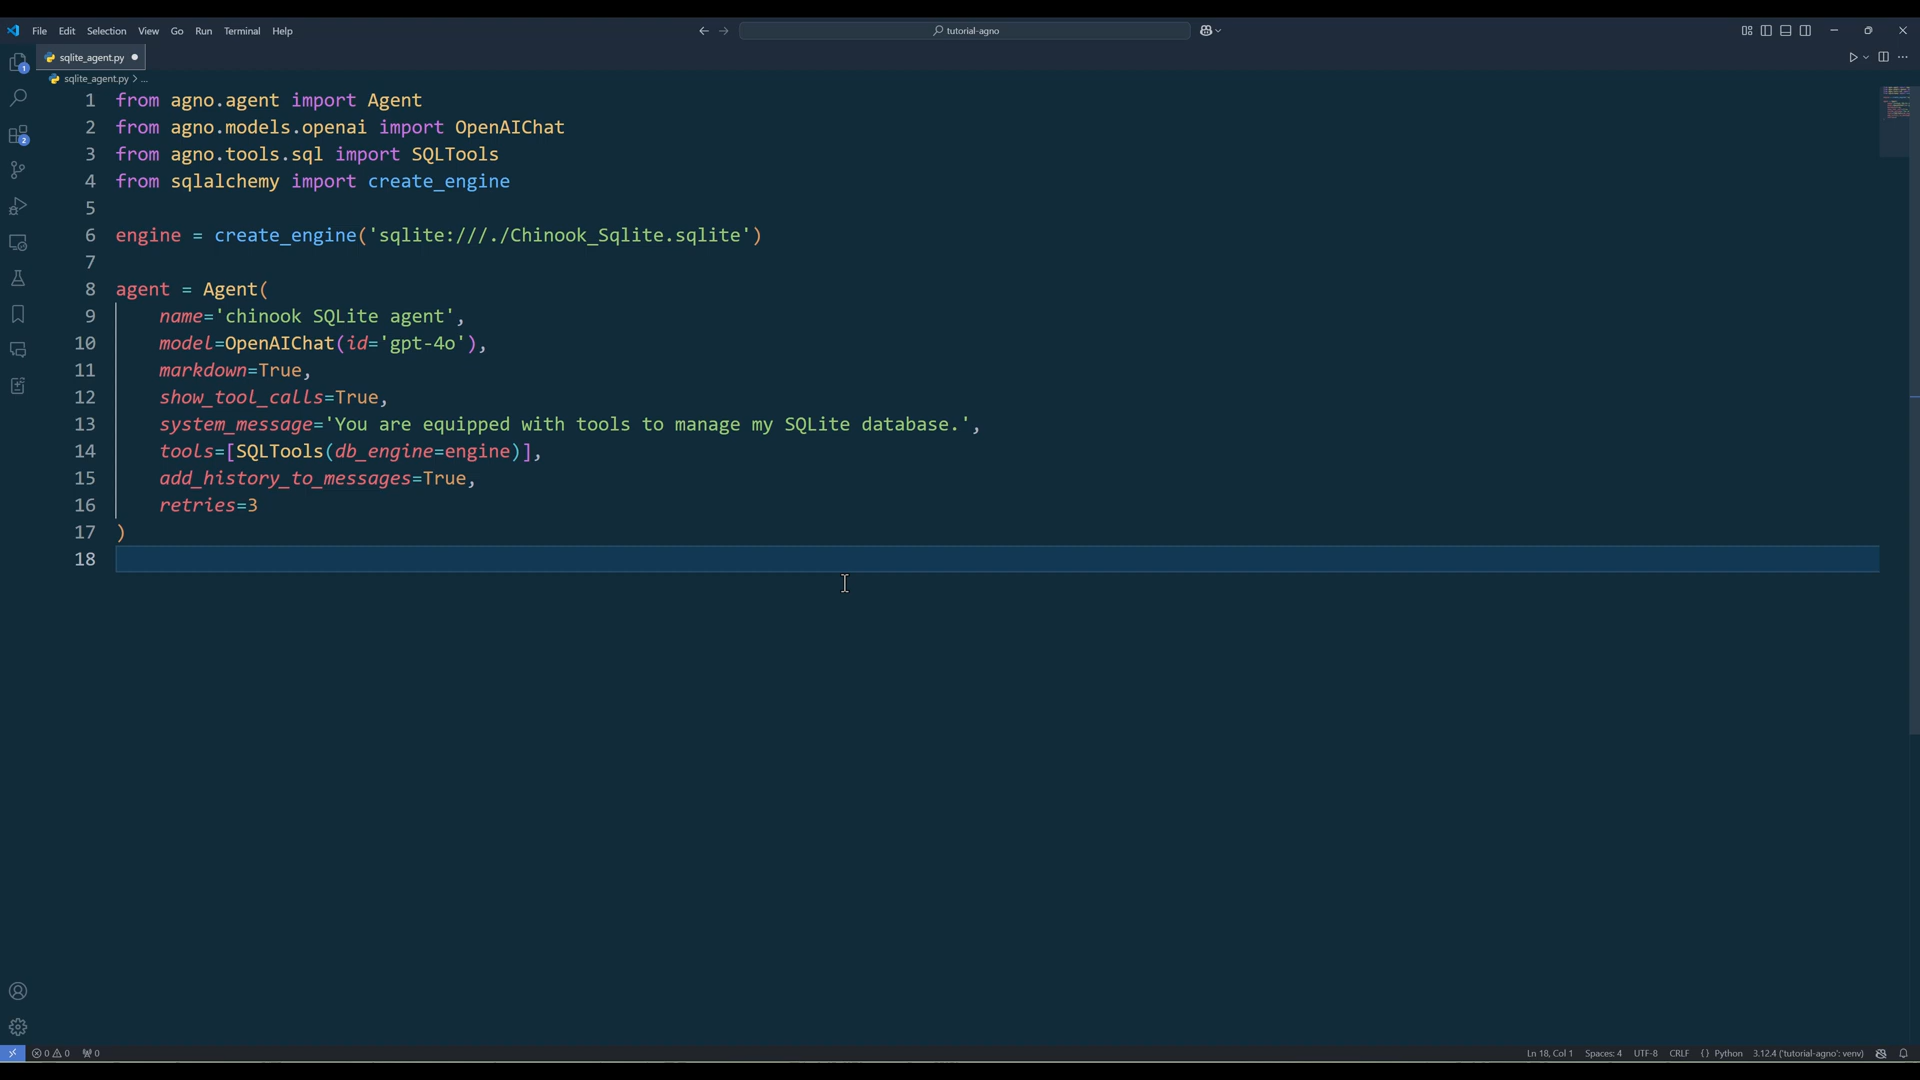 File Edit Selection View Go Run Terminal Help
tutorial-agno
sqlite_agent.py
sqlite_agent.py > ...
1 from agno.agent import Agent
2 from agno.models.openai import OpenAIChat
3 from agno.tools.sql import SQLTools
4 from sqlalchemy import create_engine
5
6 engine = create_engine('sqlite:///./Chinook_Sqlite.sqlite')
7
8 agent = Agent(
9     name='chinook SQLite agent',
10     model=OpenAIChat(id='gpt-4o'),
11     markdown=True,
12     show_tool_calls=True,
13     system_message='You are equipped with tools to manage my SQLite database.',
14     tools=[SQLTools(db_engine=engine)],
15     add_history_to_messages=True,
16     retries=3
17 )
18
1
2
0 0 0
Ln 18, Col 1 Spaces: 4 UTF-8 CRLF { } Python 3.12.4 ('tutorial-agno': venv)